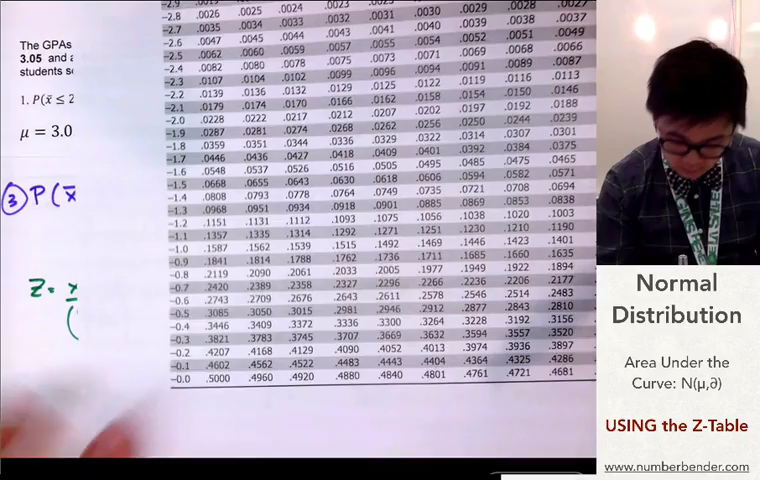 The GPAs
3.05 and a
students s
1. P(x̄ ≤ 2
μ = 3.0
③ P (x̄
Z =
-2.8 .0026 .0025 .0024 .0023 .0032 .0031 .0030 .0029 .0028 .0027
-2.7 .0035 .0034 .0033 .0032 .0031 .0040 .0039 .0038 .0037
-2.6 .0047 .0045 .0044 .0043 .0041 .0040 .0052 .0051 .0049
-2.5 .0062 .0060 .0059 .0057 .0055 .0054 .0052 .0068 .0066
-2.4 .0082 .0080 .0078 .0075 .0073 .0071 .0069 .0089 .0087
-2.3 .0107 .0104 .0102 .0099 .0096 .0094 .0091 .0116 .0113
-2.2 .0139 .0136 .0132 .0129 .0125 .0122 .0119 .0150 .0146
-2.1 .0179 .0174 .0170 .0166 .0162 .0158 .0154 .0192 .0188
-2.0 .0228 .0222 .0217 .0212 .0207 .0202 .0197 .0244 .0239
-1.9 .0287 .0281 .0274 .0268 .0262 .0256 .0250 .0307 .0301
-1.8 .0359 .0351 .0344 .0336 .0329 .0322 .0314 .0384 .0375
-1.7 .0446 .0436 .0427 .0418 .0409 .0401 .0392 .0475 .0465
-1.6 .0548 .0537 .0526 .0516 .0505 .0495 .0485 .0582 .0571
-1.5 .0668 .0655 .0643 .0630 .0618 .0606 .0594 .0708 .0694
-1.4 .0808 .0793 .0778 .0764 .0749 .0735 .0721 .0853 .0838
-1.3 .0968 .0951 .0934 .0918 .0901 .0885 .0869 .1020 .1003
-1.2 .1151 .1131 .1112 .1093 .1075 .1056 .1038 .1210 .1190
-1.1 .1357 .1335 .1314 .1292 .1271 .1251 .1230 .1423 .1401
-1.0 .1587 .1562 .1539 .1515 .1492 .1469 .1446 .1660 .1635
-0.9 .1841 .1814 .1788 .1762 .1736 .1711 .1685 .1922 .1894
-0.8 .2119 .2090 .2061 .2033 .2005 .1977 .1949 .2206 .2177
-0.7 .2420 .2389 .2358 .2327 .2296 .2266 .2236 .2514 .2483
-0.6 .2743 .2709 .2676 .2643 .2611 .2578 .2546 .2843 .2810
-0.5 .3085 .3050 .3015 .2981 .2946 .2912 .2877 .3192 .3156
-0.4 .3446 .3409 .3372 .3336 .3300 .3264 .3228 .3557 .3520
-0.3 .3821 .3783 .3745 .3707 .3669 .3632 .3594 .3936 .3897
-0.2 .4207 .4168 .4129 .4090 .4052 .4013 .3974 .4325 .4286
-0.1 .4602 .4562 .4522 .4483 .4443 .4404 .4364 .4721 .4681
-0.0 .5000 .4960 .4920 .4880 .4840 .4801 .4761
Normal
Distribution
Area Under the
Curve: N(μ,∂)
USING the Z-Table
www.numberbender.com